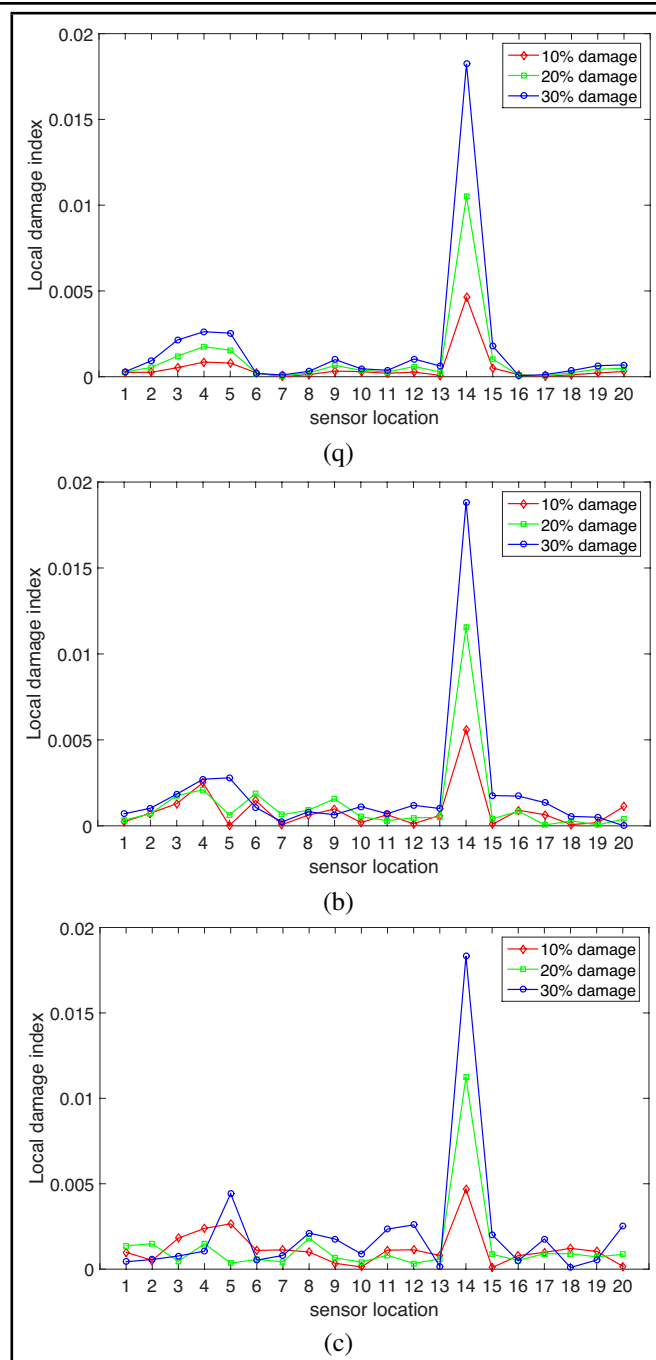 0.02
10% damage
20% damage
30% damage
0.015
0.01
0.005
0
Local damage index
1 2 3 4 5 6 7 8 9 10 11 12 13 14 15 16 17 18 19 20
sensor location
(q)
0.02
10% damage
20% damage
30% damage
0.015
0.01
0.005
0
Local damage index
1 2 3 4 5 6 7 8 9 10 11 12 13 14 15 16 17 18 19 20
sensor location
(b)
0.02
10% damage
20% damage
30% damage
0.015
0.01
0.005
0
Local damage index
1 2 3 4 5 6 7 8 9 10 11 12 13 14 15 16 17 18 19 20
sensor location
(c)